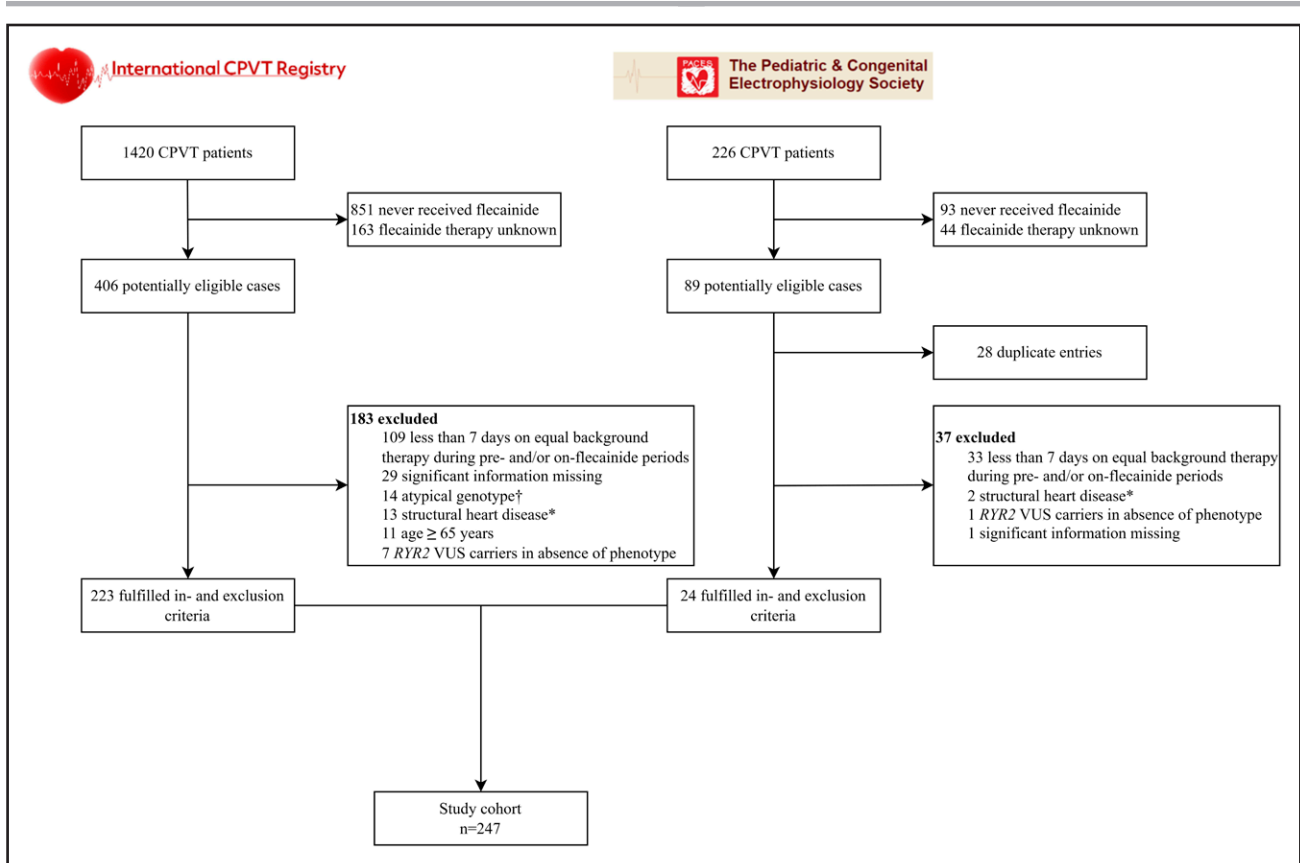 International CPVT Registry
PACES
The Pediatric & Congenital
Electrophysiology Society
1420 CPVT patients
226 CPVT patients
851 never received flecainide
163 flecainide therapy unknown
93 never received flecainide
44 flecainide therapy unknown
406 potentially eligible cases
89 potentially eligible cases
28 duplicate entries
183 excluded
109 less than 7 days on equal background
therapy during pre- and/or on-flecainide periods
29 significant information missing
14 atypical genotype†
13 structural heart disease*
11 age ≥ 65 years
7 RYR2 VUS carriers in absence of phenotype
37 excluded
33 less than 7 days on equal background therapy
during pre- and/or on-flecainide periods
2 structural heart disease*
1 RYR2 VUS carriers in absence of phenotype
1 significant information missing
223 fulfilled in- and exclusion
criteria
24 fulfilled in- and exclusion
criteria
Study cohort
n=247